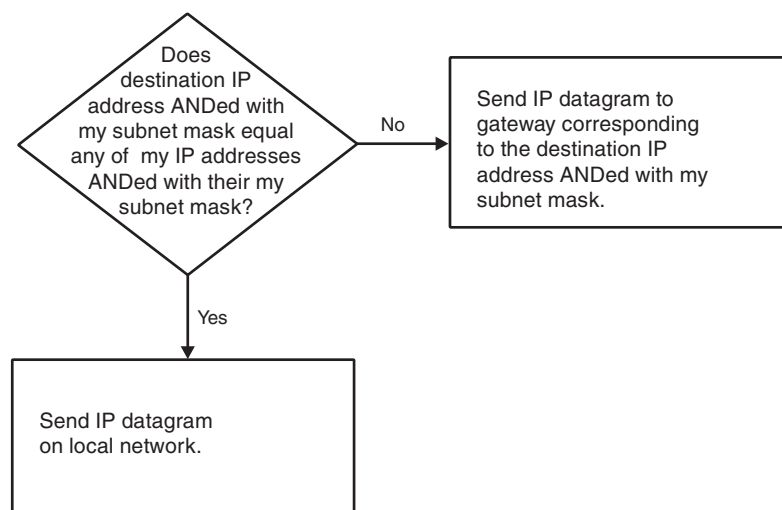 Does
destination IP
address ANDed with
my subnet mask equal
any of my IP addresses
ANDed with their my
subnet mask?
No
Send IP datagram to
gateway corresponding
to the destination IP
address ANDed with my
subnet mask.
Yes
Send IP datagram
on local network.